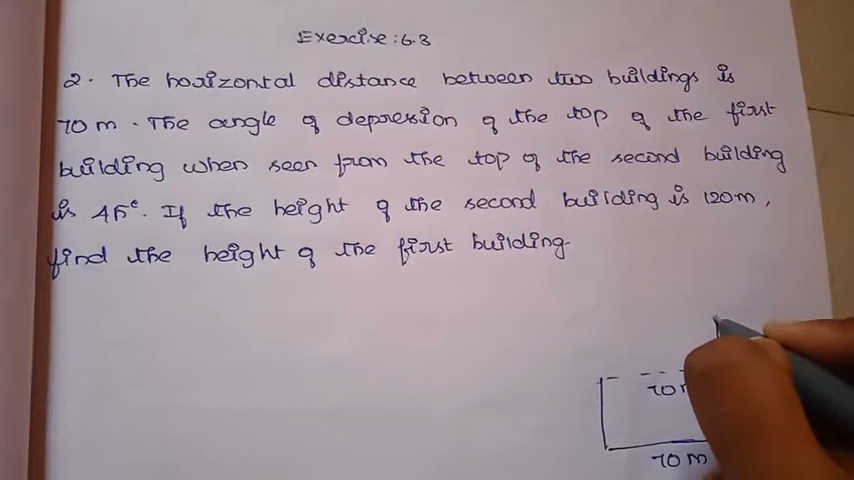 Exercise : 6.3
2. The horizontal distance between two buildings is
70 m. The angle of depression of the top of the first
building when seen from the top of the second building
is 45°. If the height of the second building is 120 m,
find the height of the first building.
70
70 m